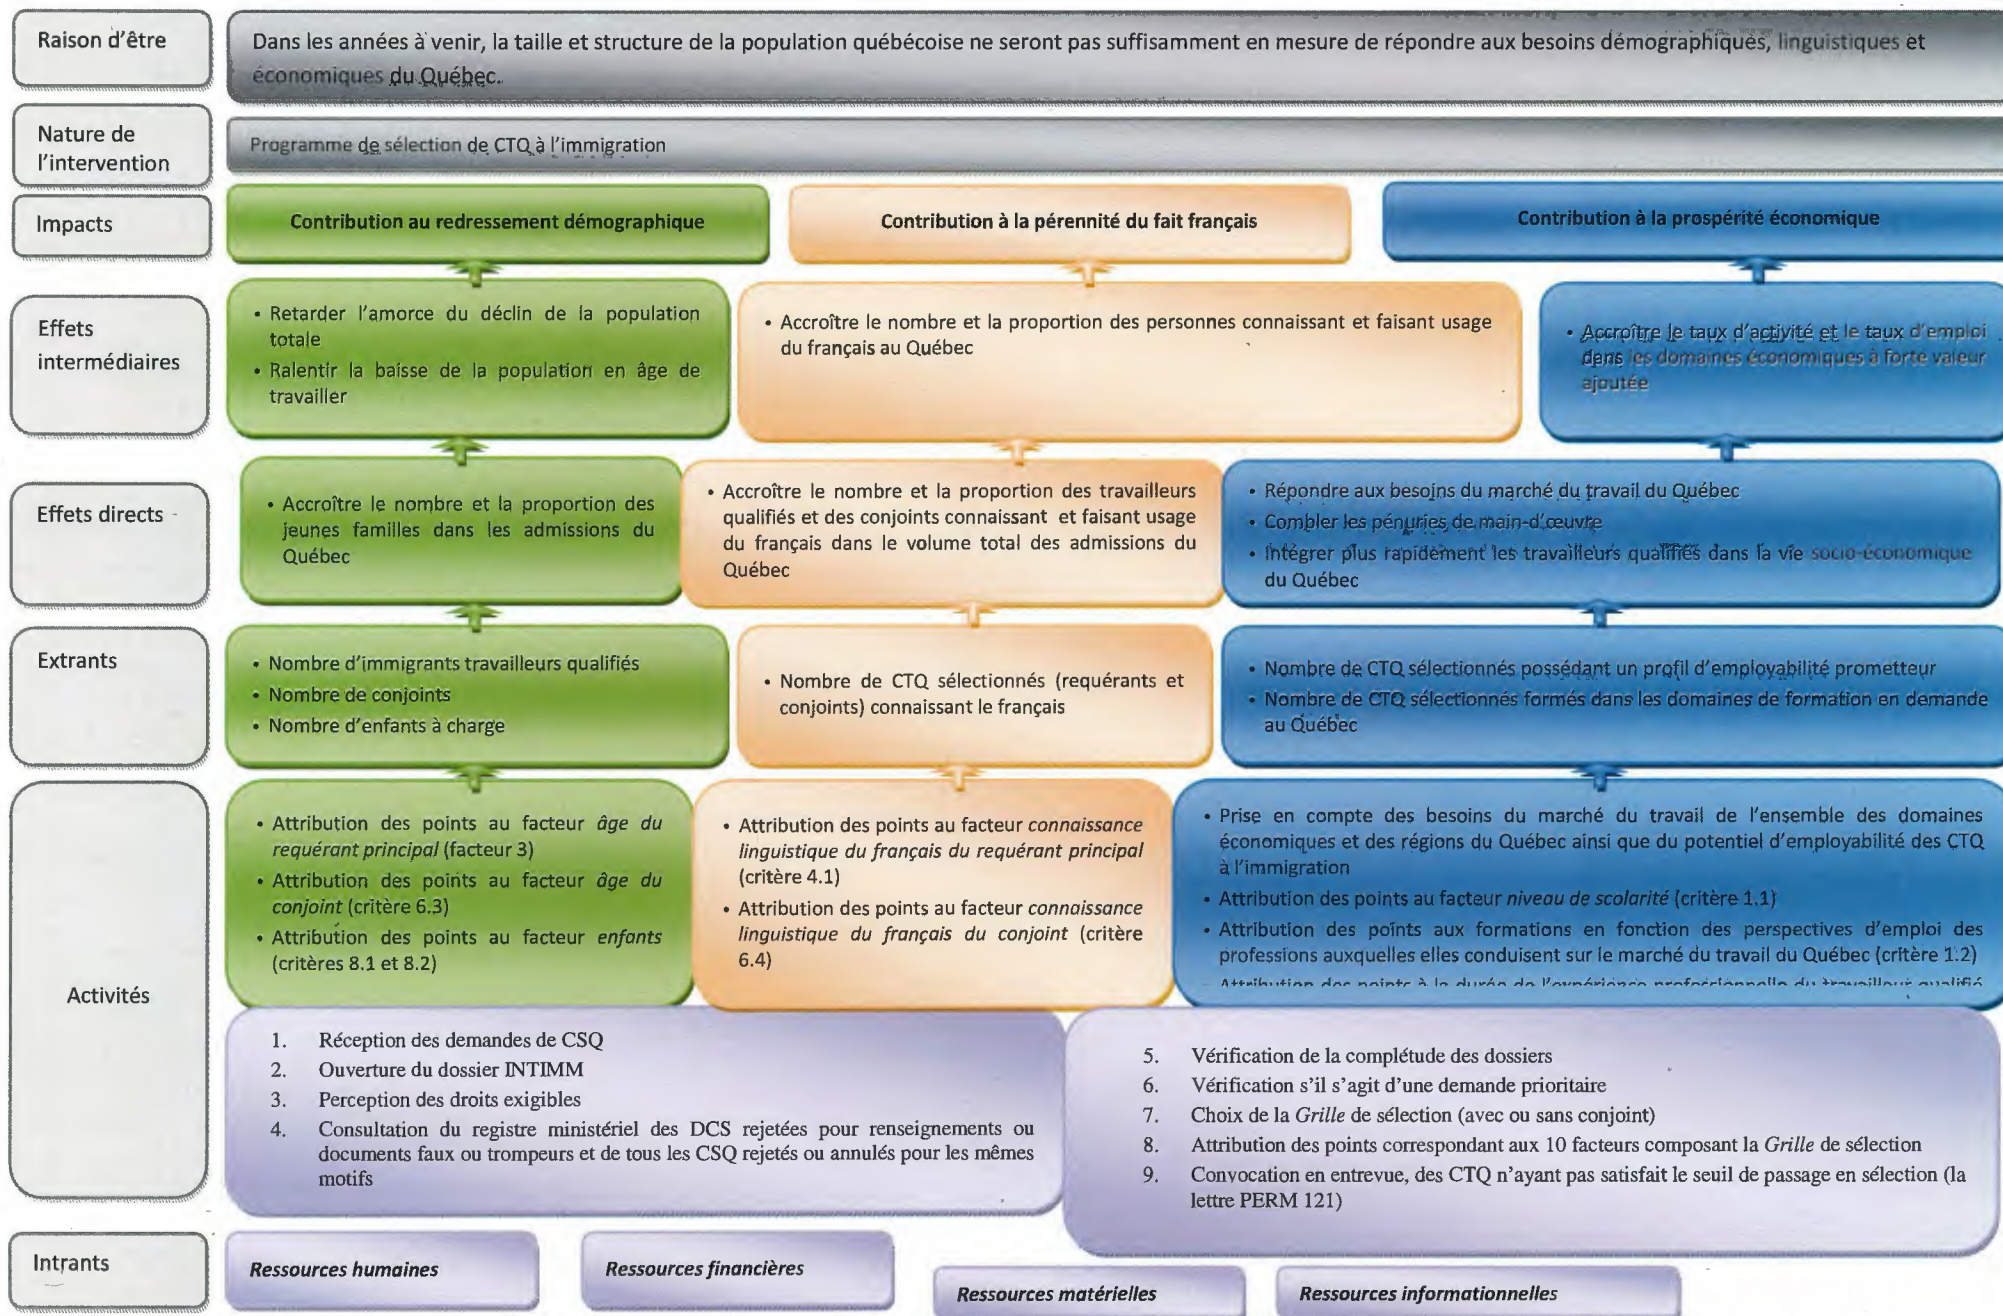 Raison d'être
Dans les années à venir, la taille et structure de la population québécoise ne seront pas suffisamment en mesure de répondre aux besoins démographiques, linguistiques et
économiques du Québec.
Nature de
l'intervention
Programme de sélection de CTQ à l'immigration
Impacts
Contribution au redressement démographique
Contribution à la pérennité du fait français
Contribution à la prospérité économique
Effets
intermédiaires
• Retarder l'amorce du déclin de la population
totale
• Ralentir la baisse de la population en âge de
travailler
• Accroître le nombre et la proportion des personnes connaissant et faisant usage
du français au Québec
• Accroître le taux d'activité et le taux d'emploi
dans les domaines économiques à forte valeur
ajoutée
Effets directs
• Accroître le nombre et la proportion des
jeunes familles dans les admissions du
Québec
• Accroître le nombre et la proportion des travailleurs
qualifiés et des conjoints connaissant et faisant usage
du français dans le volume total des admissions du
Québec
• Répondre aux besoins du marché du travail du Québec
• Combler les pénuries de main-d'œuvre
• Intégrer plus rapidement les travailleurs qualifiés dans la vie socio-économique
du Québec
Extrants
• Nombre d'immigrants travailleurs qualifiés
• Nombre de conjoints
• Nombre d'enfants à charge
• Nombre de CTQ sélectionnés (requérants et
conjoints) connaissant le français
• Nombre de CTQ sélectionnés possédant un profil d'employabilité prometteur
• Nombre de CTQ sélectionnés formés dans les domaines de formation en demande
au Québec
Activités
• Attribution des points au facteur âge du
requérant principal (facteur 3)
• Attribution des points au facteur âge du
conjoint (critère 6.3)
• Attribution des points au facteur enfants
(critères 8.1 et 8.2)
• Attribution des points au facteur connaissance
linguistique du français du requérant principal
(critère 4.1)
• Attribution des points au facteur connaissance
linguistique du français du conjoint (critère
6.4)
• Prise en compte des besoins du marché du travail de l'ensemble des domaines
économiques et des régions du Québec ainsi que du potentiel d'employabilité des CTQ
à l'immigration
• Attribution des points au facteur niveau de scolarité (critère 1.1)
• Attribution des points aux formations en fonction des perspectives d'emploi des
professions auxquelles elles conduisent sur le marché du travail du Québec (critère 1.2)
Attribution des points à la durée de l'expérience professionnelle du travailleur qualifié
1. Réception des demandes de CSQ
2. Ouverture du dossier INTIMM
3. Perception des droits exigibles
4. Consultation du registre ministériel des DCS rejetées pour renseignements ou
documents faux ou trompeurs et de tous les CSQ rejetés ou annulés pour les mêmes
motifs
5. Vérification de la complétude des dossiers
6. Vérification s'il s'agit d'une demande prioritaire
7. Choix de la Grille de sélection (avec ou sans conjoint)
8. Attribution des points correspondant aux 10 facteurs composant la Grille de sélection
9. Convocation en entrevue, des CTQ n'ayant pas satisfait le seuil de passage en sélection (la
lettre PERM 121)
Intrants
Ressources humaines
Ressources financières
Ressources matérielles
Ressources informationnelles